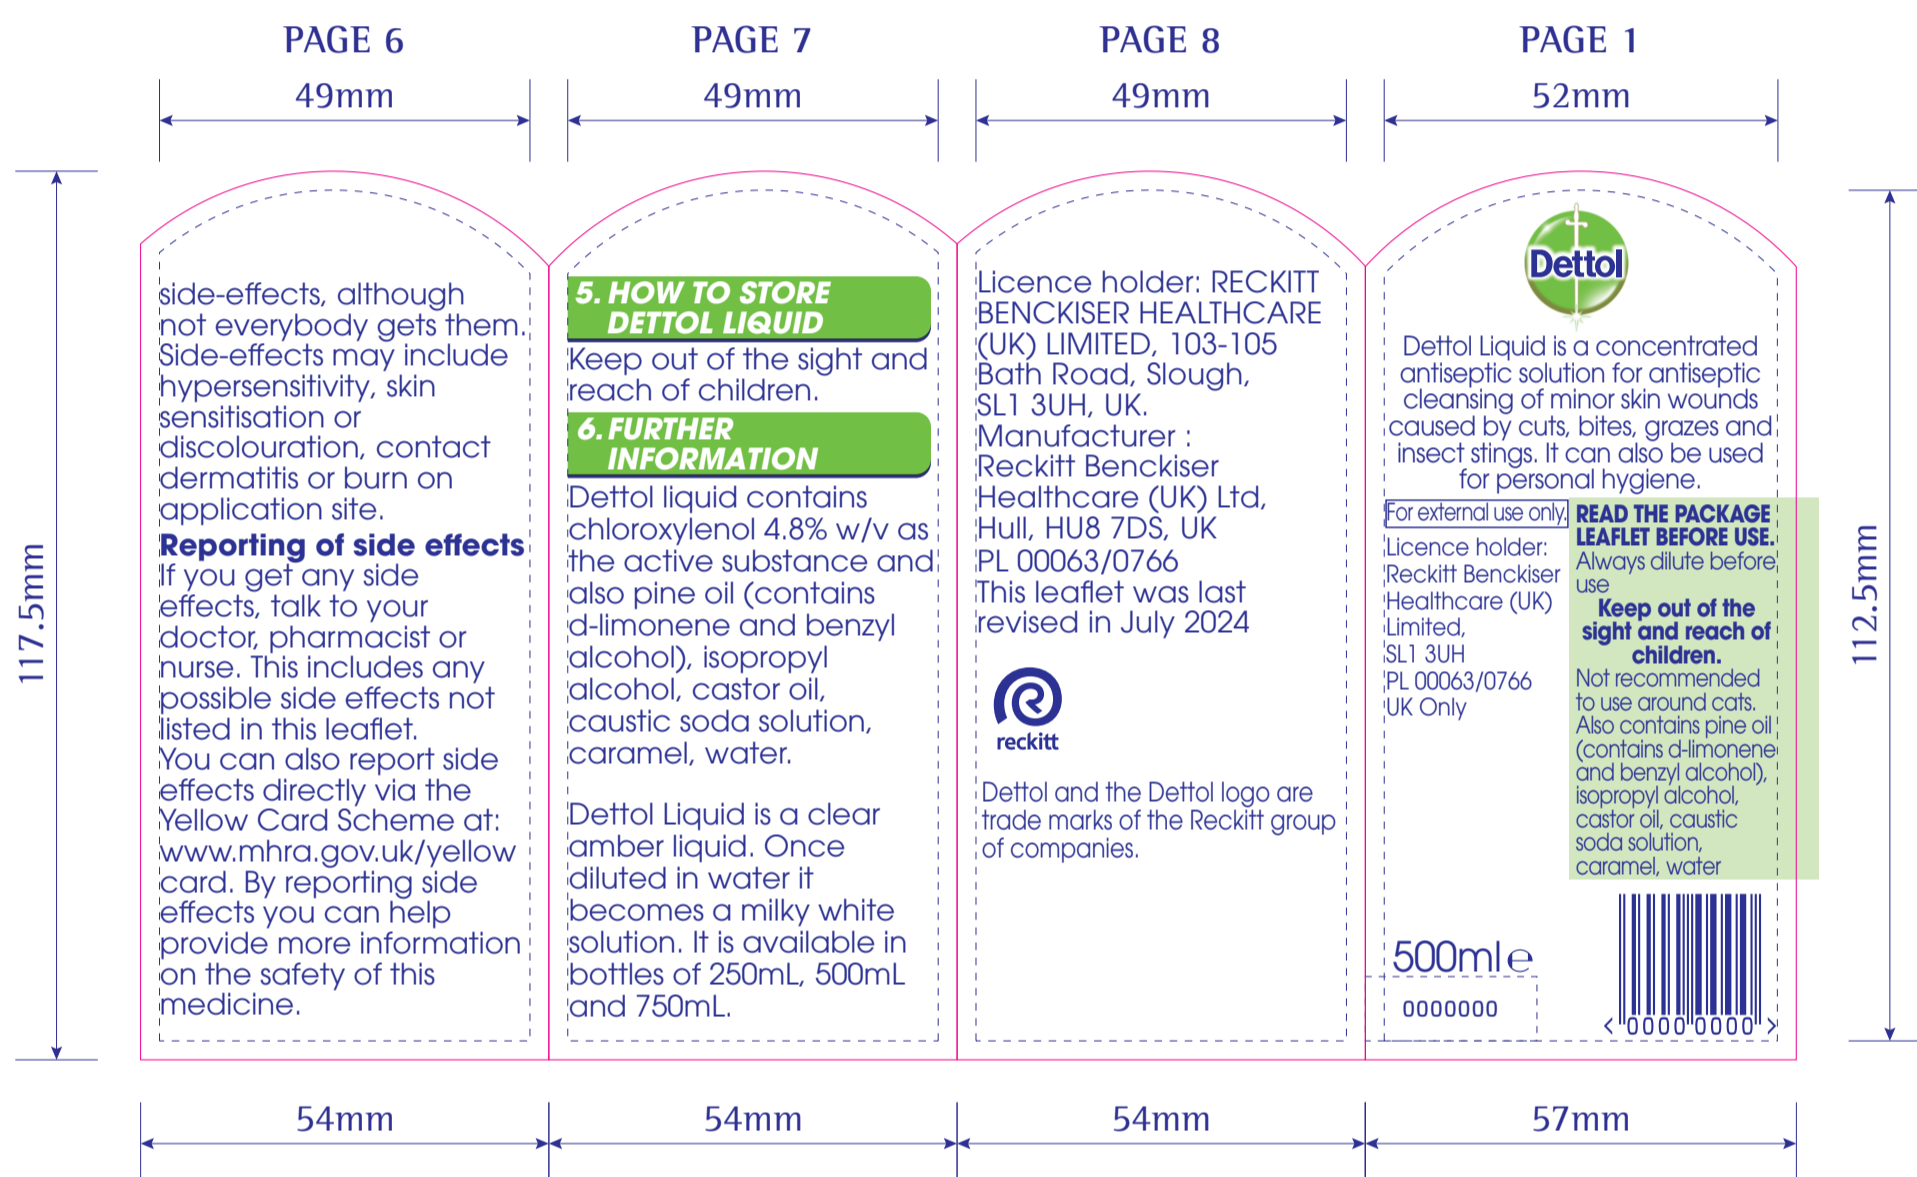 PAGE 6
49mm
PAGE 7
49mm
PAGE 8
49mm
PAGE 1
52mm
117.5mm
side-effects, although
not everybody gets them.
Side-effects may include
hypersensitivity, skin
sensitisation or
discolouration, contact
dermatitis or burn on
application site.
Reporting of side effects
If you get any side
effects, talk to your
doctor, pharmacist or
nurse. This includes any
possible side effects not
listed in this leaflet.
You can also report side
effects directly via the
Yellow Card Scheme at:
www.mhra.gov.uk/yellow
card. By reporting side
effects you can help
provide more information
on the safety of this
medicine.
5. HOW TO STORE
DETTOL LIQUID
Keep out of the sight and
reach of children.
6. FURTHER
INFORMATION
Dettol liquid contains
chloroxylenol 4.8% w/v as
the active substance and
also pine oil (contains
d-limonene and benzyl
alcohol), isopropyl
alcohol, castor oil,
caustic soda solution,
caramel, water.
Dettol Liquid is a clear
amber liquid. Once
diluted in water it
becomes a milky white
solution. It is available in
bottles of 250mL, 500mL
and 750mL.
Licence holder: RECKITT
BENCKISER HEALTHCARE
(UK) LIMITED, 103-105
Bath Road, Slough,
SL1 3UH, UK.
Manufacturer :
Reckitt Benckiser
Healthcare (UK) Ltd,
Hull, HU8 7DS, UK
PL 00063/0766
This leaflet was last
revised in July 2024
reckitt
Dettol and the Dettol logo are
trade marks of the Reckitt group
of companies.
Dettol
Dettol Liquid is a concentrated
antiseptic solution for antiseptic
cleansing of minor skin wounds
caused by cuts, bites, grazes and
insect stings. It can also be used
for personal hygiene.
For external use only.
Licence holder:
Reckitt Benckiser
Healthcare (UK)
Limited,
SL1 3UH
PL 00063/0766
UK Only
READ THE PACKAGE
LEAFLET BEFORE USE.
Always dilute before
use
Keep out of the
sight and reach of
children.
Not recommended
to use around cats.
Also contains pine oil
(contains d-limonene
and benzyl alcohol),
isopropyl alcohol,
castor oil, caustic
soda solution,
caramel, water
500ml e
0000000
< 0000 0000 >
112.5mm
54mm
54mm
54mm
57mm